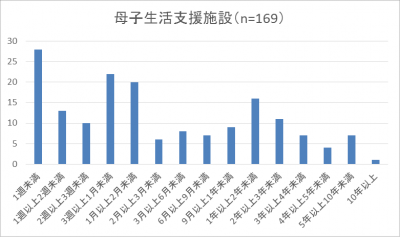 母子生活支援施設（n=169）
30
25
20
15
10
5
0
1週未満
1週以上2週未満
2週以上3週未満
3週以上1月未満
1月以上2月未満
2月以上3月未満
3月以上6月未満
6月以上9月未満
9月以上1年未満
1年以上2年未満
2年以上3年未満
3年以上4年未満
4年以上5年未満
5年以上10年未満
10年以上